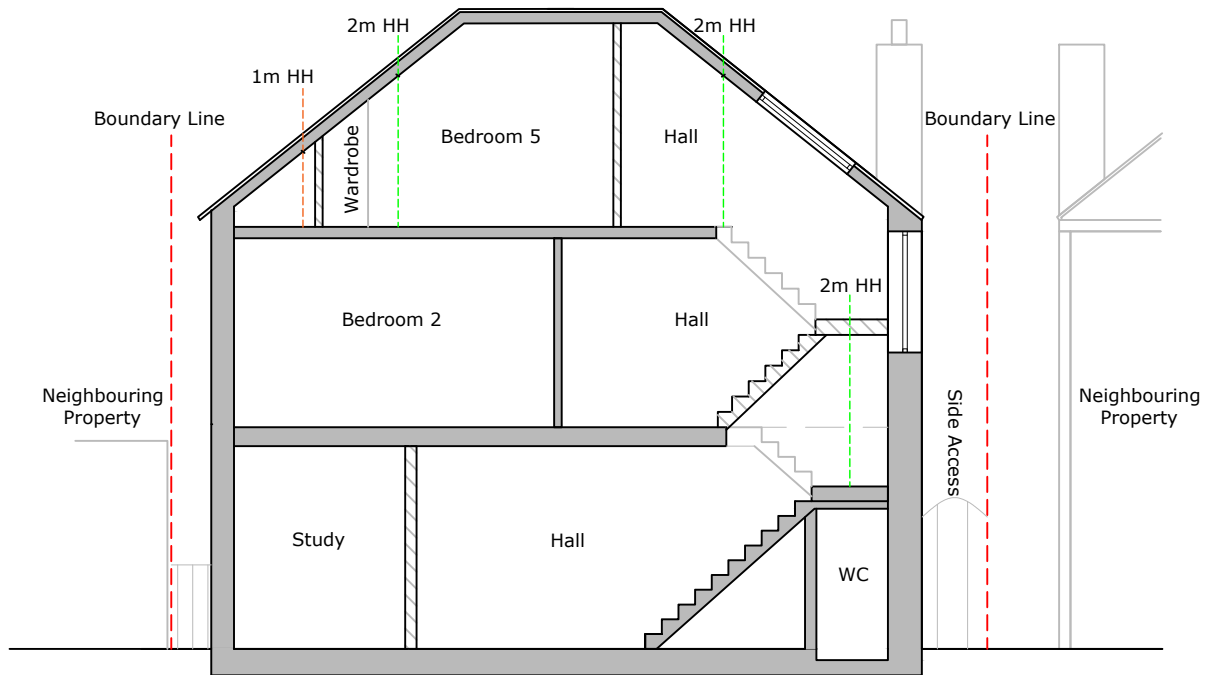 2m HH
2m HH
1m HH
Boundary Line
Boundary Line
Bedroom 5
Hall
Wardrobe
2m HH
Bedroom 2
Hall
Neighbouring
Property
Side Access
Neighbouring
Property
Study
Hall
WC